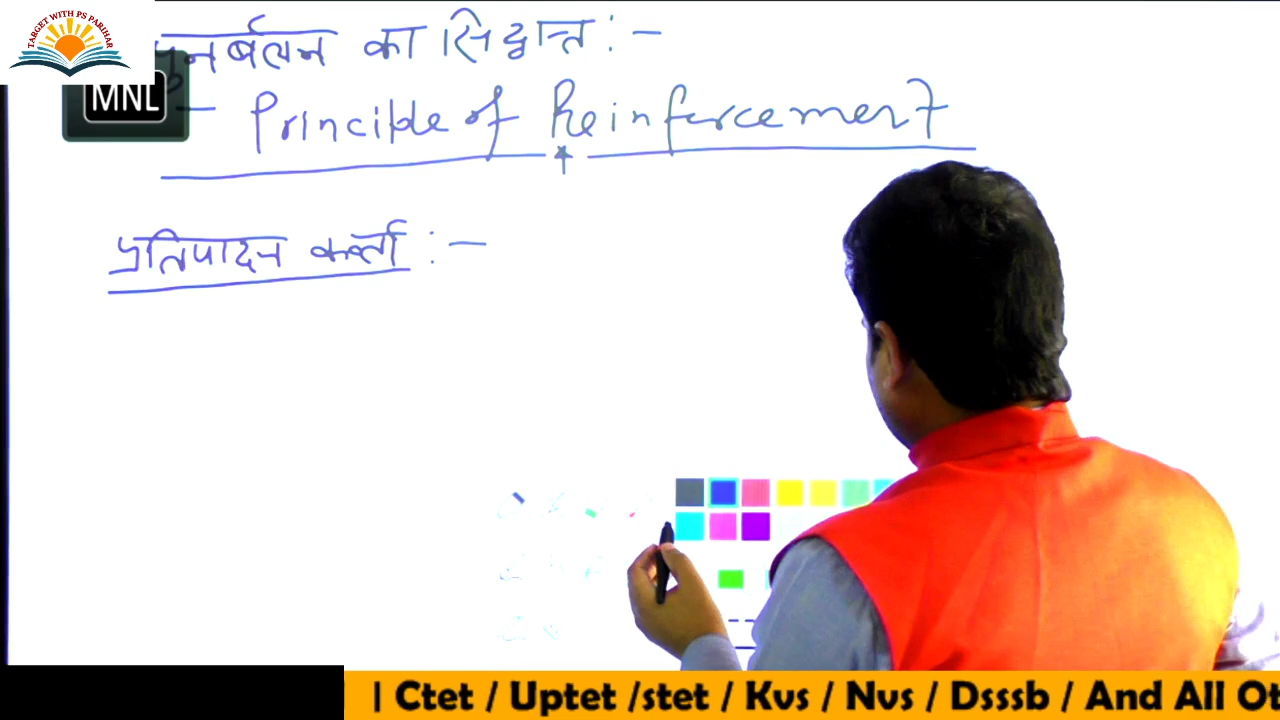 TARGET WITH PS PARIHAR
पुनर्बलन का सिद्धान्त :-
MNL
- Principle of Reinforcement
प्रतिपादन कर्ता :-
| Ctet / Uptet /stet / Kvs / Nvs / Dsssb / And All Ot